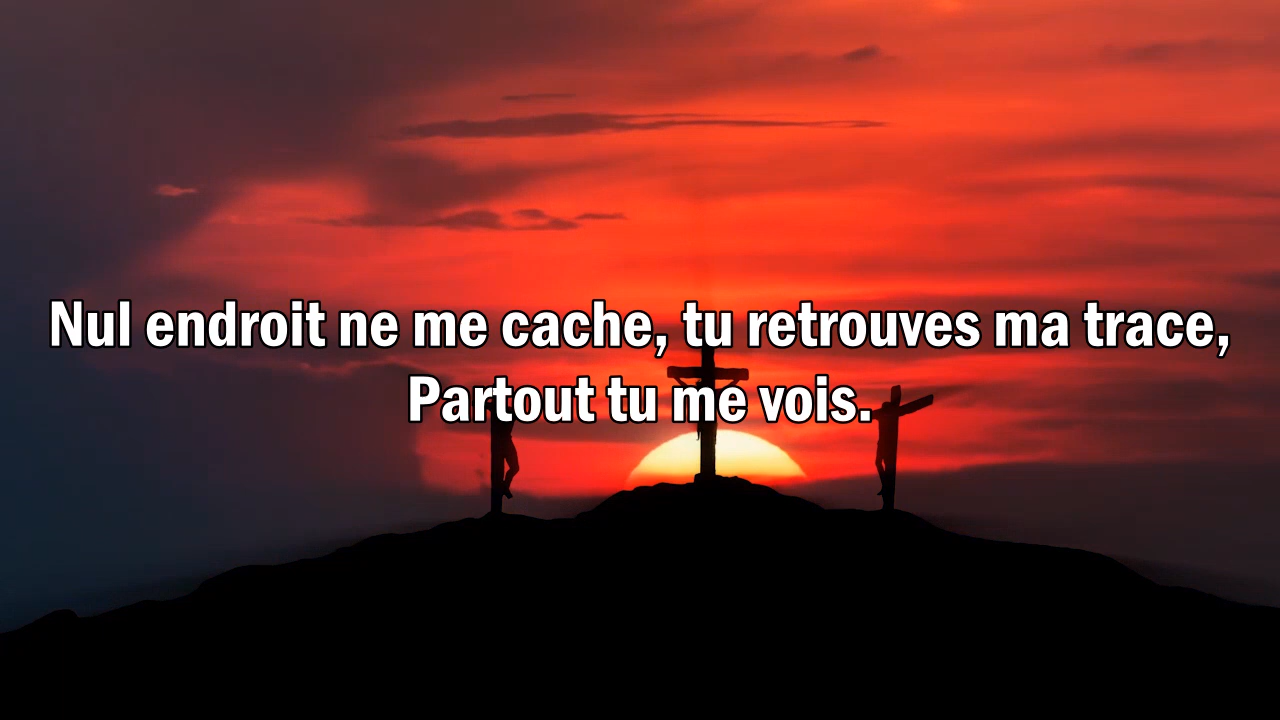 Nul endroit ne me cache, tu retrouves ma trace,
Partout tu me vois.